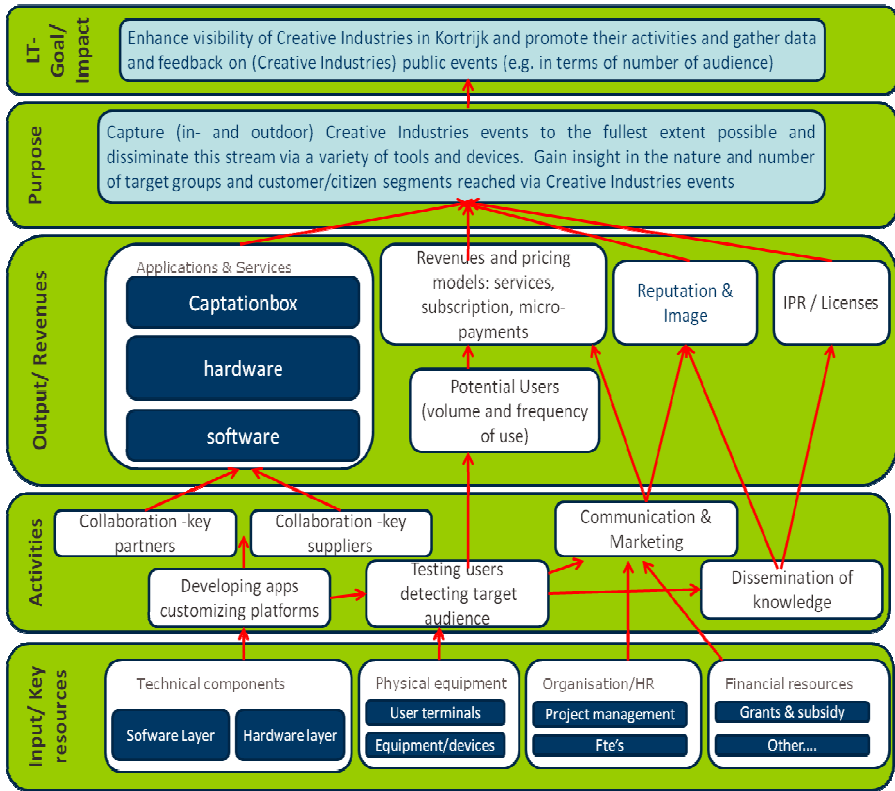 LT-
Goal/
Impact
Enhance visibility of Creative Industries in Kortrijk and promote their activities and gather data
and feedback on (Creative Industries) public events (e.g. in terms of number of audience)
Purpose
Capture (in- and outdoor) Creative Industries events to the fullest extent possible and
dissiminate this stream via a variety of tools and devices. Gain insight in the nature and number
of target groups and customer/citizen segments reached via Creative Industries events
Output/ Revenues
Applications & Services
Captationbox
hardware
software
Revenues and pricing
models: services,
subscription, micro-
payments
Potential Users
(volume and frequency
of use)
Reputation &
Image
IPR / Licenses
Activities
Collaboration -key
partners
Collaboration -key
suppliers
Communication &
Marketing
Developing apps
customizing platforms
Testing users
detecting target
audience
Dissemination of
knowledge
Input/ Key
resources
Technical components
Sofware Layer
Hardware layer
Physical equipment
User terminals
Equipment/devices
Organisation/HR
Project management
Fte's
Financial resources
Grants & subsidy
Other....